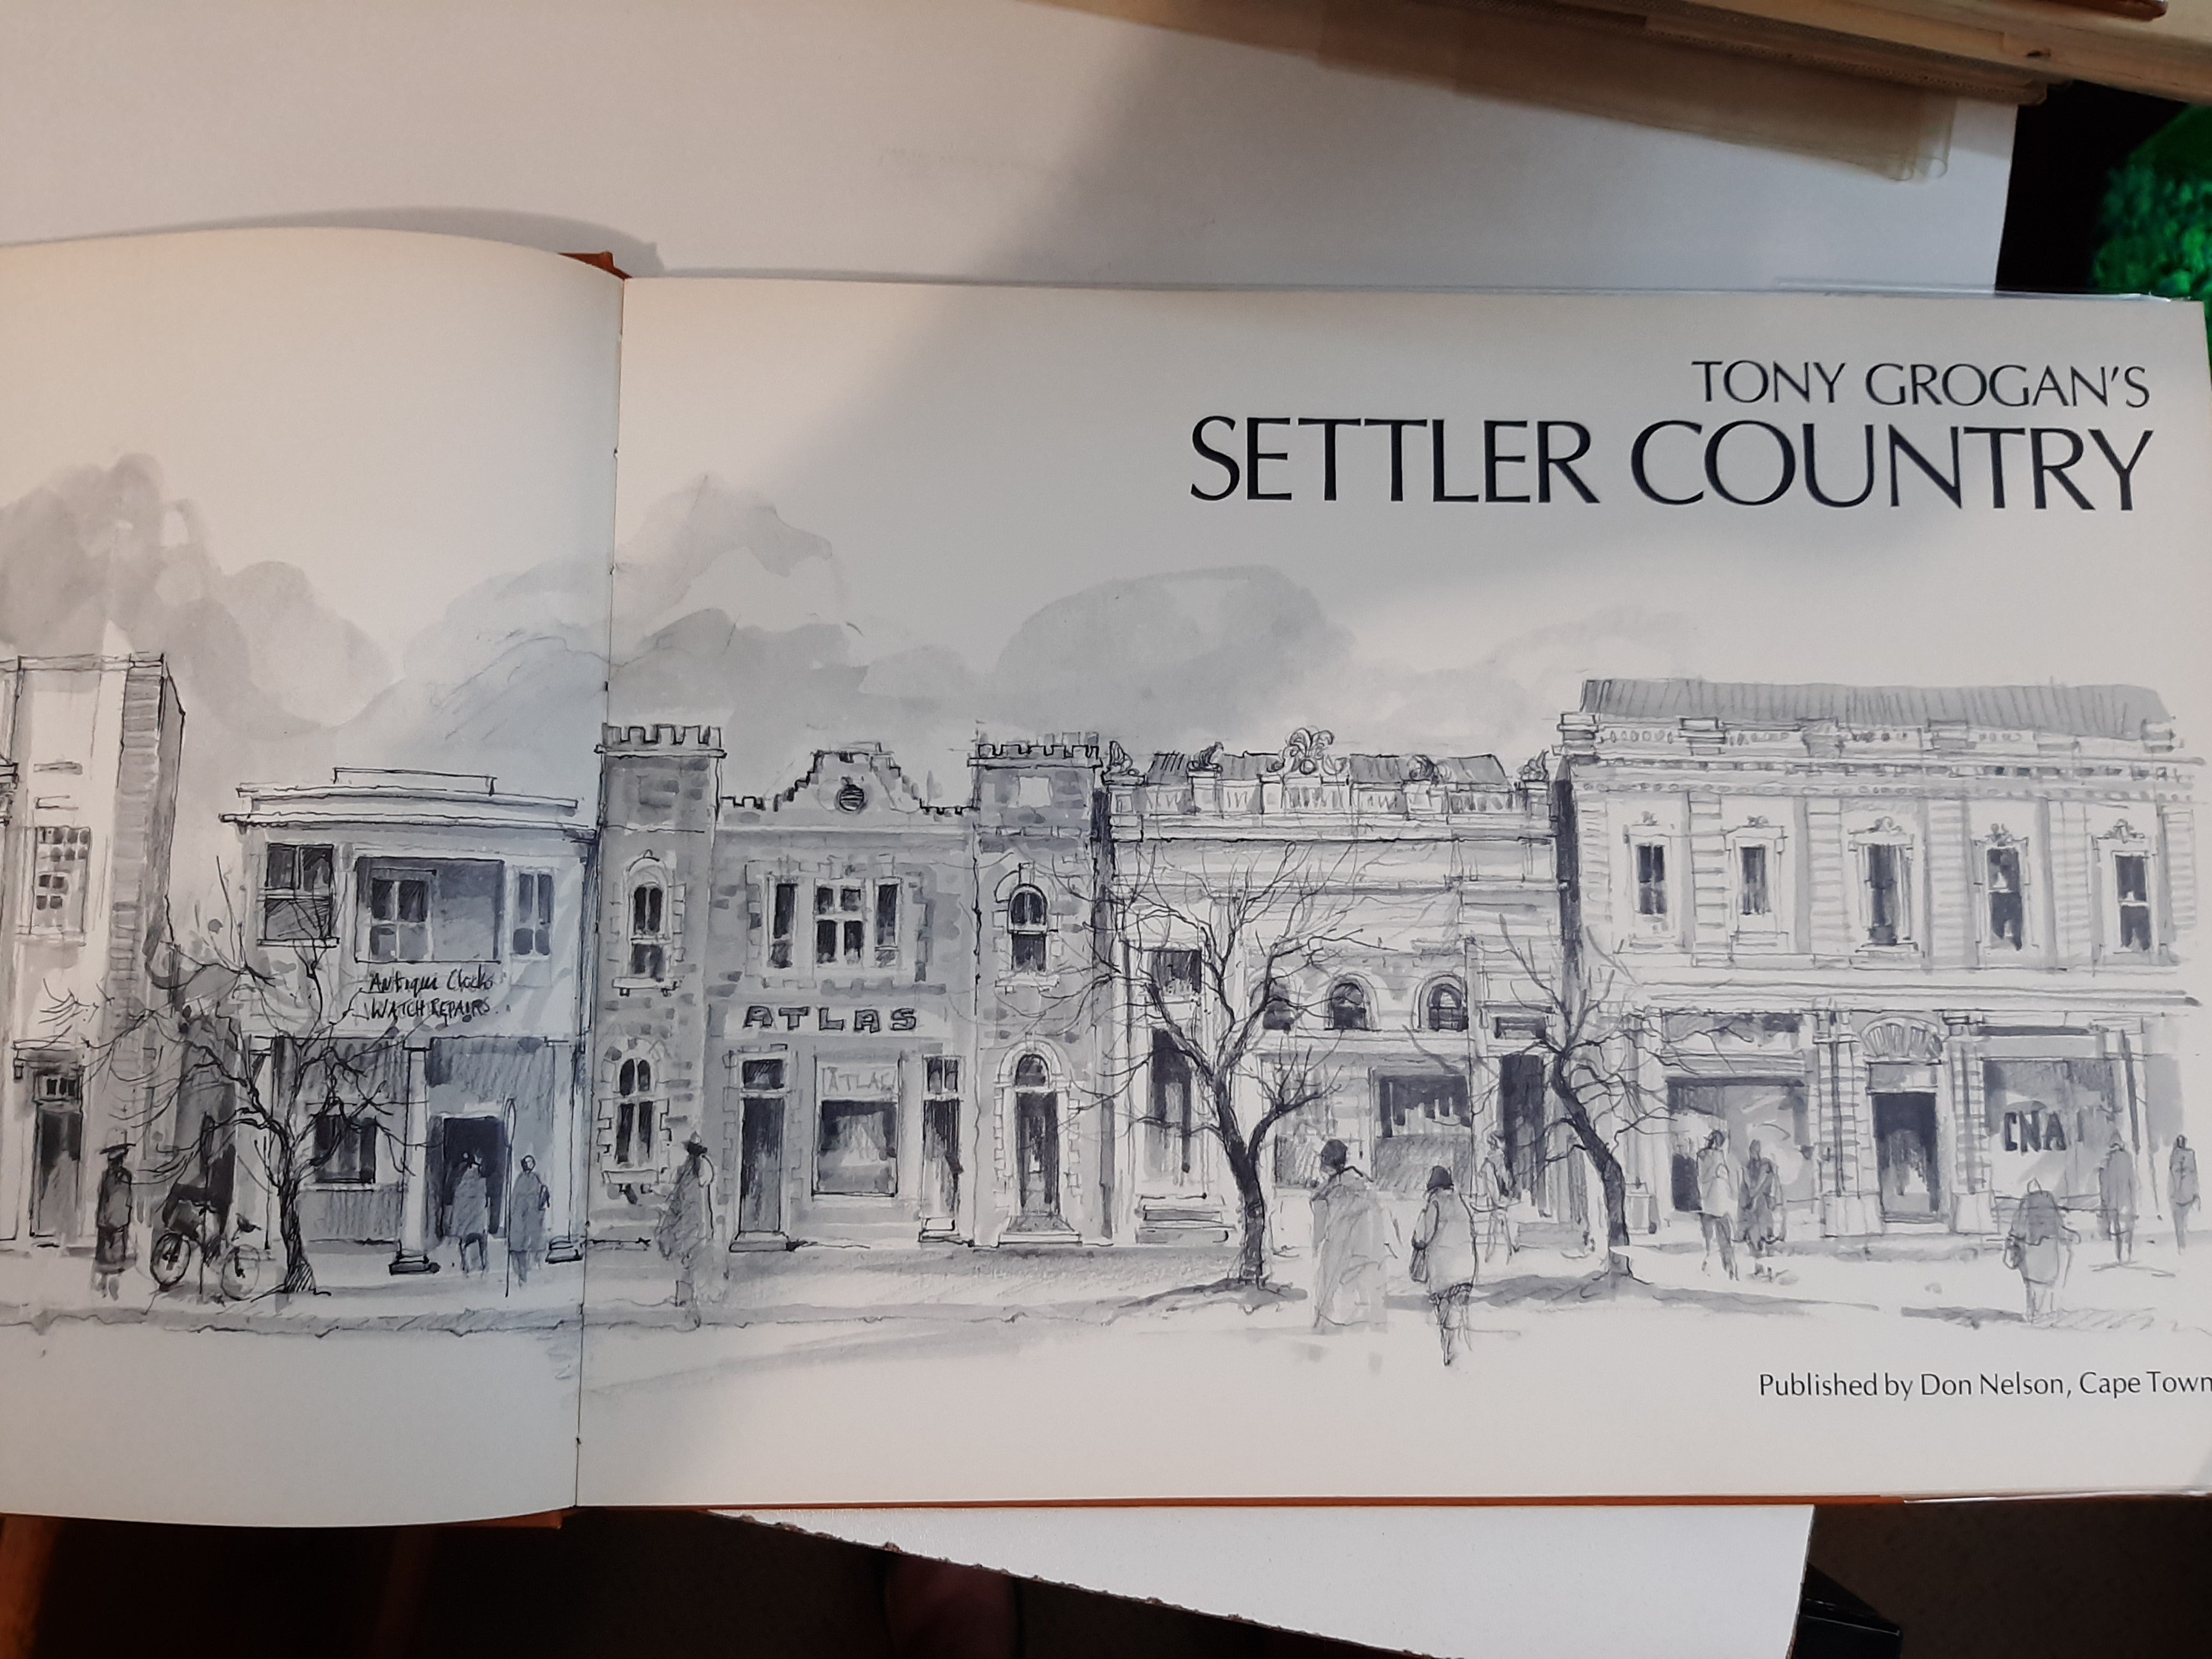 TONY GROGAN'S
SETTLER COUNTRY
Antique Clocks
WATCH REPAIRS
ATLAS
ATLAS
CNA
Published by Don Nelson, Cape Town